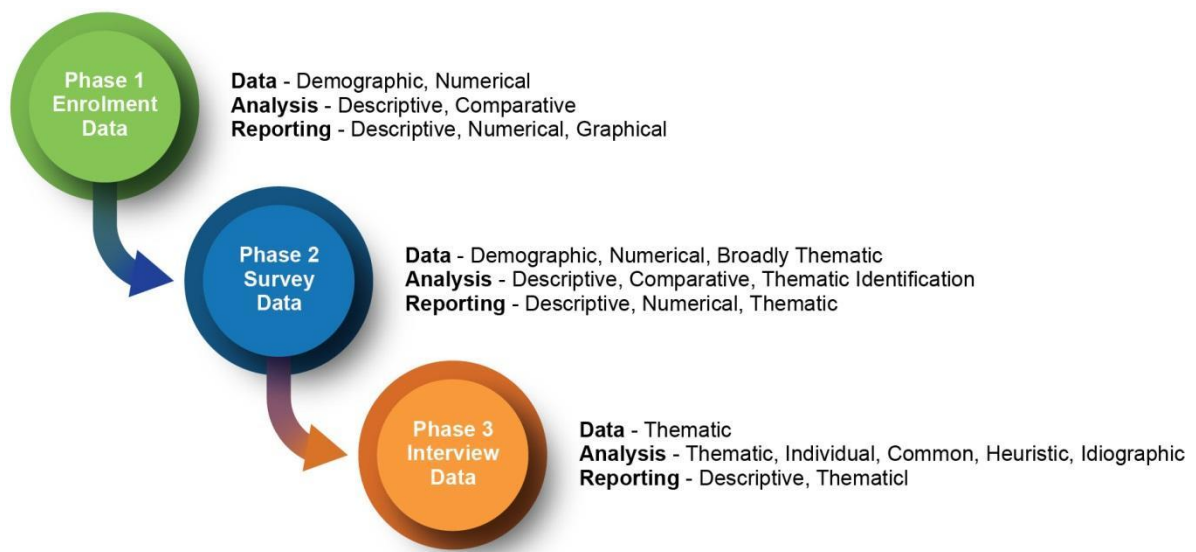 Phase 1
Enrolment
Data
Data - Demographic, Numerical
Analysis - Descriptive, Comparative
Reporting - Descriptive, Numerical, Graphical
Phase 2
Survey
Data
Data - Demographic, Numerical, Broadly Thematic
Analysis - Descriptive, Comparative, Thematic Identification
Reporting - Descriptive, Numerical, Thematic
Phase 3
Interview
Data
Data - Thematic
Analysis - Thematic, Individual, Common, Heuristic, Idiographic
Reporting - Descriptive, Thematicl